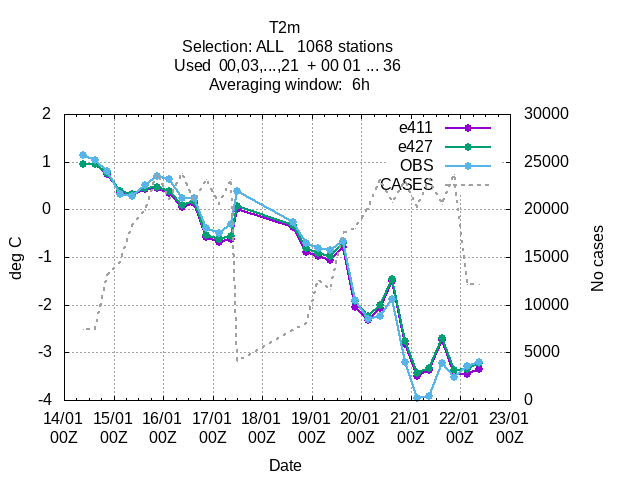 T2m
Selection: ALL   1068 stations
Used  00,03,...,21  + 00 01 ... 36
Averaging window:  6h
2
1
0
-1
-2
-3
-4
deg C
30000
25000
20000
15000
10000
5000
0
No cases
e411
e427
OBS
CASES
14/01 15/01 16/01 17/01 18/01 19/01 20/01 21/01 22/01 23/01
00Z 00Z 00Z 00Z 00Z 00Z 00Z 00Z 00Z 00Z
Date